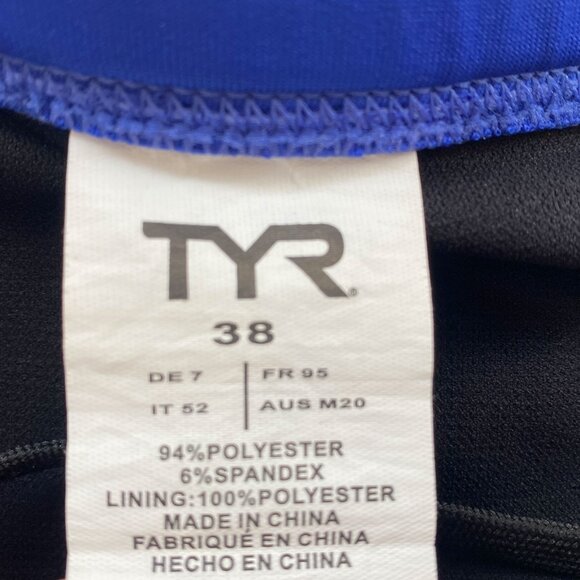 TYR®
38
DE 7 | FR 95
IT 52 | AUS M20
94%POLYESTER
6%SPANDEX
LINING:100%POLYESTER
MADE IN CHINA
FABRIQUÉ EN CHINA
HECHO EN CHINA